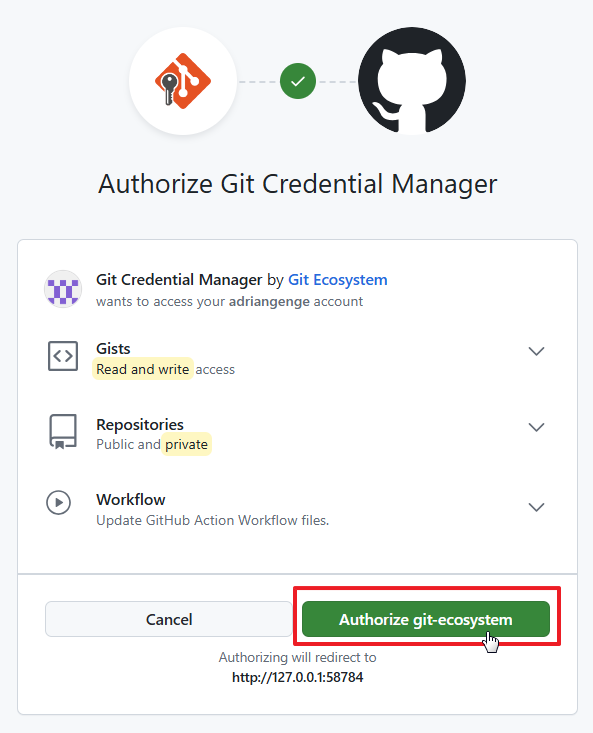 Authorize Git Credential Manager
Git Credential Manager by Git Ecosystem
wants to access your adriangenge account
Gists
Read and write access
Repositories
Public and private
Workflow
Update GitHub Action Workflow files.
Cancel
Authorize git-ecosystem
Authorizing will redirect to
http://127.0.0.1:58784